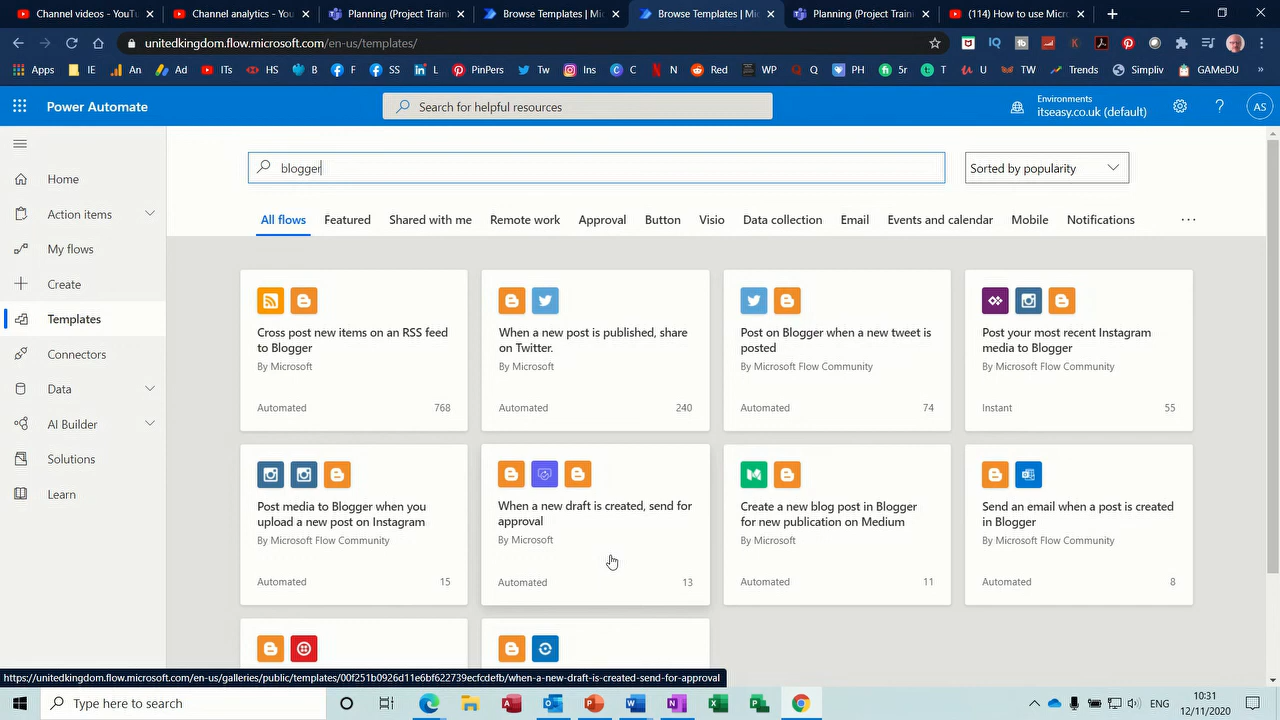 Channel videos - YouTu
Channel analytics - You
Planning (Project Traini
Browse Templates | Mi
Browse Templates | Mic
Planning (Project Traini
(114) How to use Micro
unitedkingdom.flow.microsoft.com/en-us/templates/
Apps
IE
An
Ad
ITs
HS
B
FB
SS
L
PinPers
Tw
Ins
C
N
Red
WP
Q
PH
5r
T
U
TW
Trends
Simpliv
GAMeDU
»
Power Automate
Search for helpful resources
Environments
itseasy.co.uk (default)
AS
blogger
Sorted by popularity
Home
Action items
My flows
Create
Templates
Connectors
Data
AI Builder
Solutions
Learn
All flows
Featured
Shared with me
Remote work
Approval
Button
Visio
Data collection
Email
Events and calendar
Mobile
Notifications
...
Cross post new items on an RSS feed
to Blogger
By Microsoft
Automated 768
When a new post is published, share
on Twitter.
By Microsoft
Automated 240
Post on Blogger when a new tweet is
posted
By Microsoft Flow Community
Automated 74
Post your most recent Instagram
media to Blogger
By Microsoft Flow Community
Instant 55
Post media to Blogger when you
upload a new post on Instagram
By Microsoft Flow Community
Automated 15
When a new draft is created, send for
approval
By Microsoft
Automated 13
Create a new blog post in Blogger
for new publication on Medium
By Microsoft
Automated 11
Send an email when a post is created
in Blogger
By Microsoft Flow Community
Automated 8
https://unitedkingdom.flow.microsoft.com/en-us/galleries/public/templates/00f251b0926d11e6bf622739ecfcdefb/when-a-new-draft-is-created-send-for-approval
Type here to search
ENG
10:31
12/11/2020